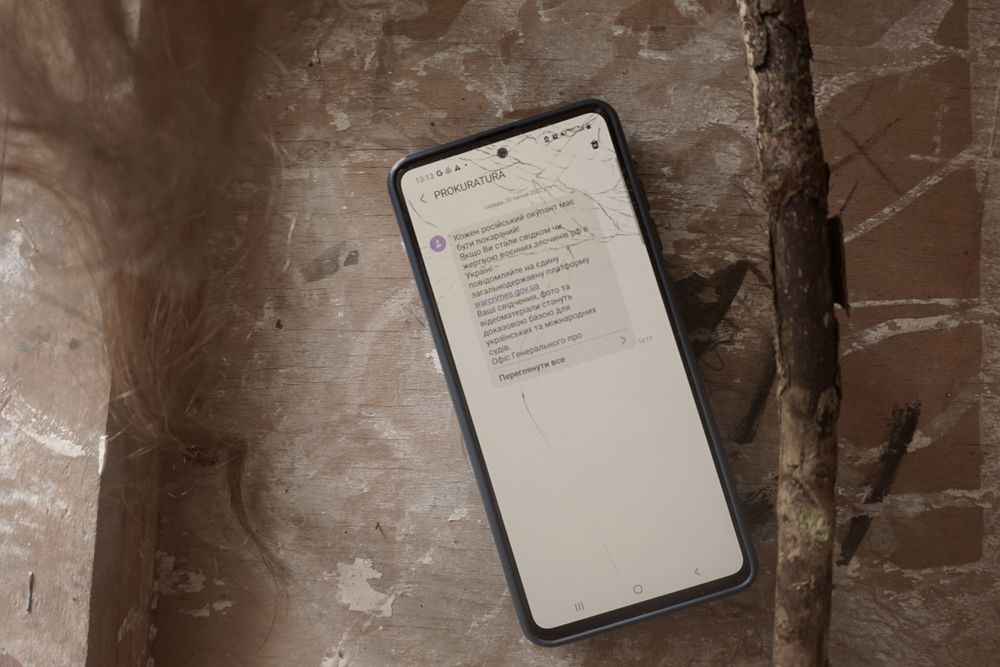 13:13
PROKURATURA
середа, 20 липня 2022 р.
Кожен російський окупант має
бути покараний!
Якщо Ви стали свідком чи
жертвою воєнних злочинів рф в
Україні –
повідомляйте на єдину
загальнодержавну платформу
warcrimes.gov.ua
Ваші свідчення, фото та
відеоматеріали стануть
доказовою базою для
українських та міжнародних
судів.
Офіс Генерального про
Переглянути все
13:17